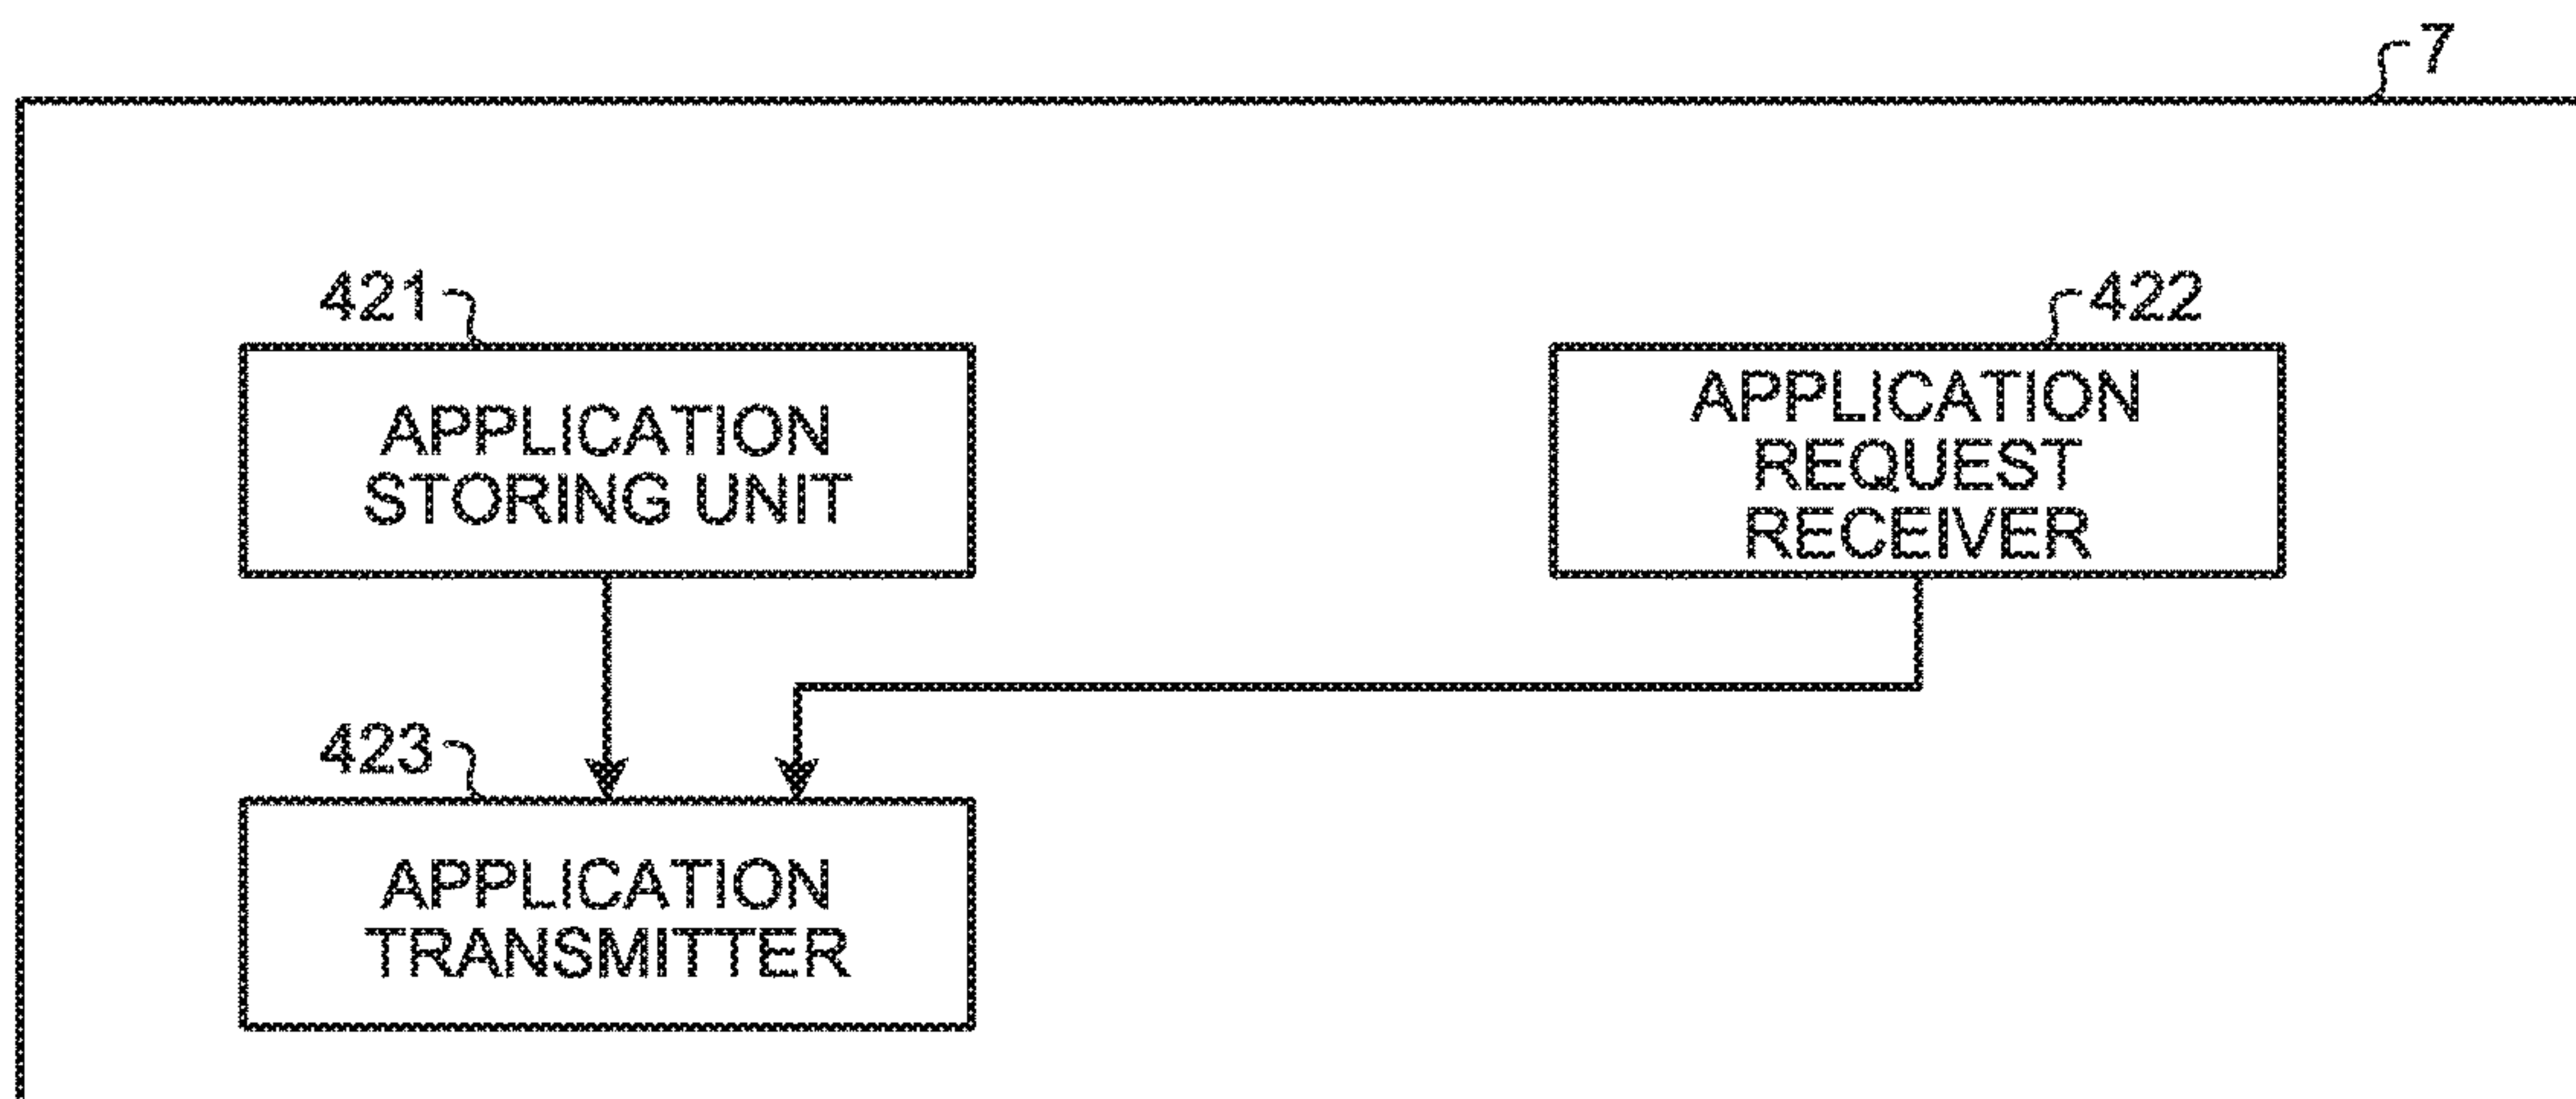 7
421
422
APPLICATION
STORING UNIT
APPLICATION
REQUEST
RECEIVER
423
APPLICATION
TRANSMITTER